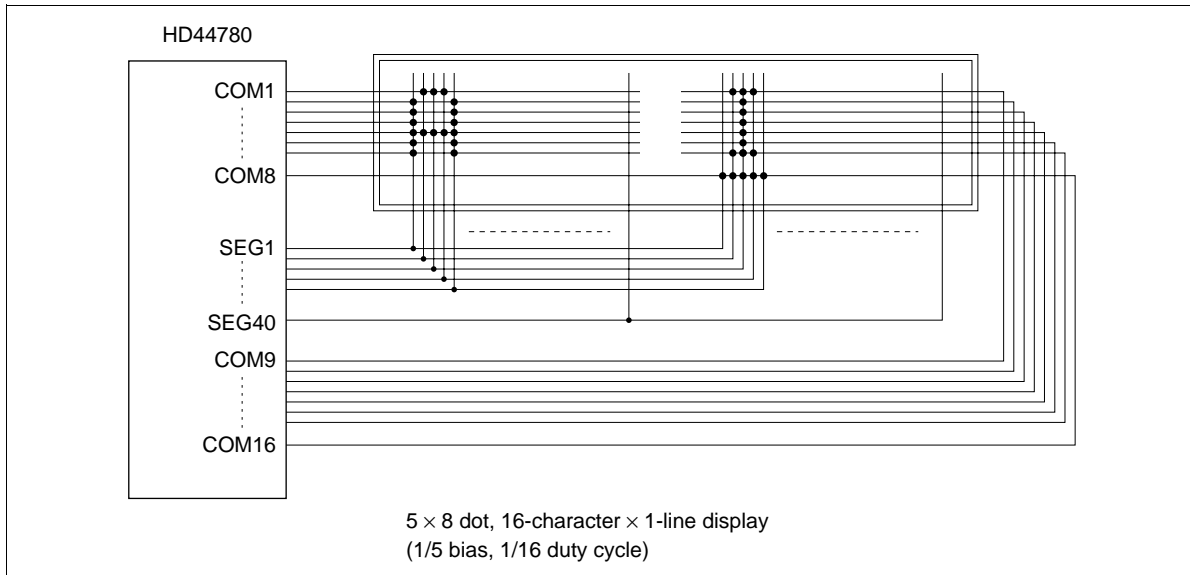 HD44780
COM1
COM8
SEG1
SEG40
COM9
COM16
5 × 8 dot, 16-character × 1-line display
(1/5 bias, 1/16 duty cycle)